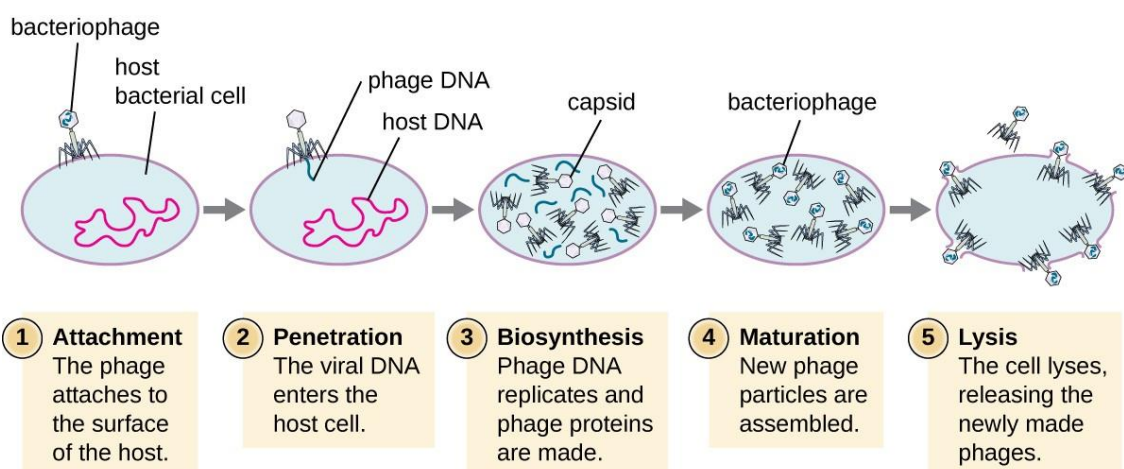 bacteriophage
host
bacterial cell
phage DNA
host DNA
capsid
bacteriophage
1 Attachment
The phage
attaches to
the surface
of the host.
2 Penetration
The viral DNA
enters the
host cell.
3 Biosynthesis
Phage DNA
replicates and
phage proteins
are made.
4 Maturation
New phage
particles are
assembled.
5 Lysis
The cell lyses,
releasing the
newly made
phages.